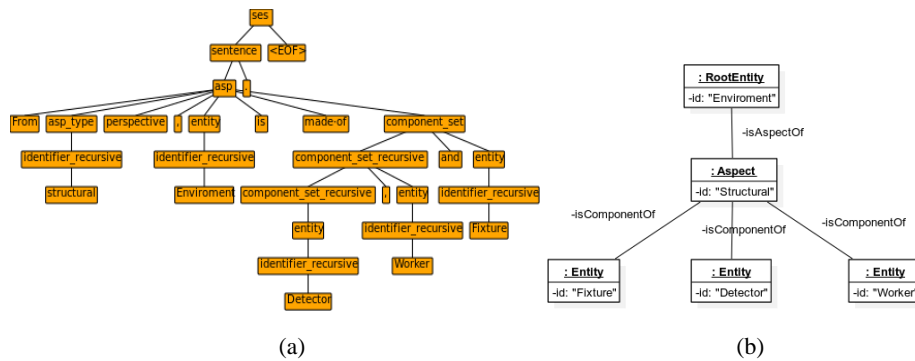 ses
sentence <EOF>
asp .
From asp_type perspective , entity is made-of component_set
identifier_recursive identifier_recursive component_set_recursive and entity
structural Enviroment component_set_recursive , entity identifier_recursive
entity identifier_recursive Fixture
identifier_recursive Worker
Detector
(a)
: RootEntity
-id: "Enviroment"
-isAspectOf
: Aspect
-id: "Structural"
-isComponentOf
-isComponentOf
-isComponentOf
: Entity
-id: "Fixture"
: Entity
-id: "Detector"
: Entity
-id: "Worker"
(b)